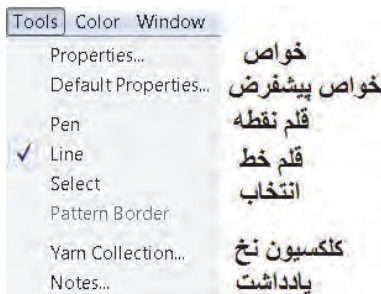 Tools Color Window
Properties... خواص
Default Properties... خواص پیشفرض
Pen قلم نقطه
Line قلم خط
Select انتخاب
Pattern Border
Yarn Collection... کلکسیون نخ
Notes... یادداشت